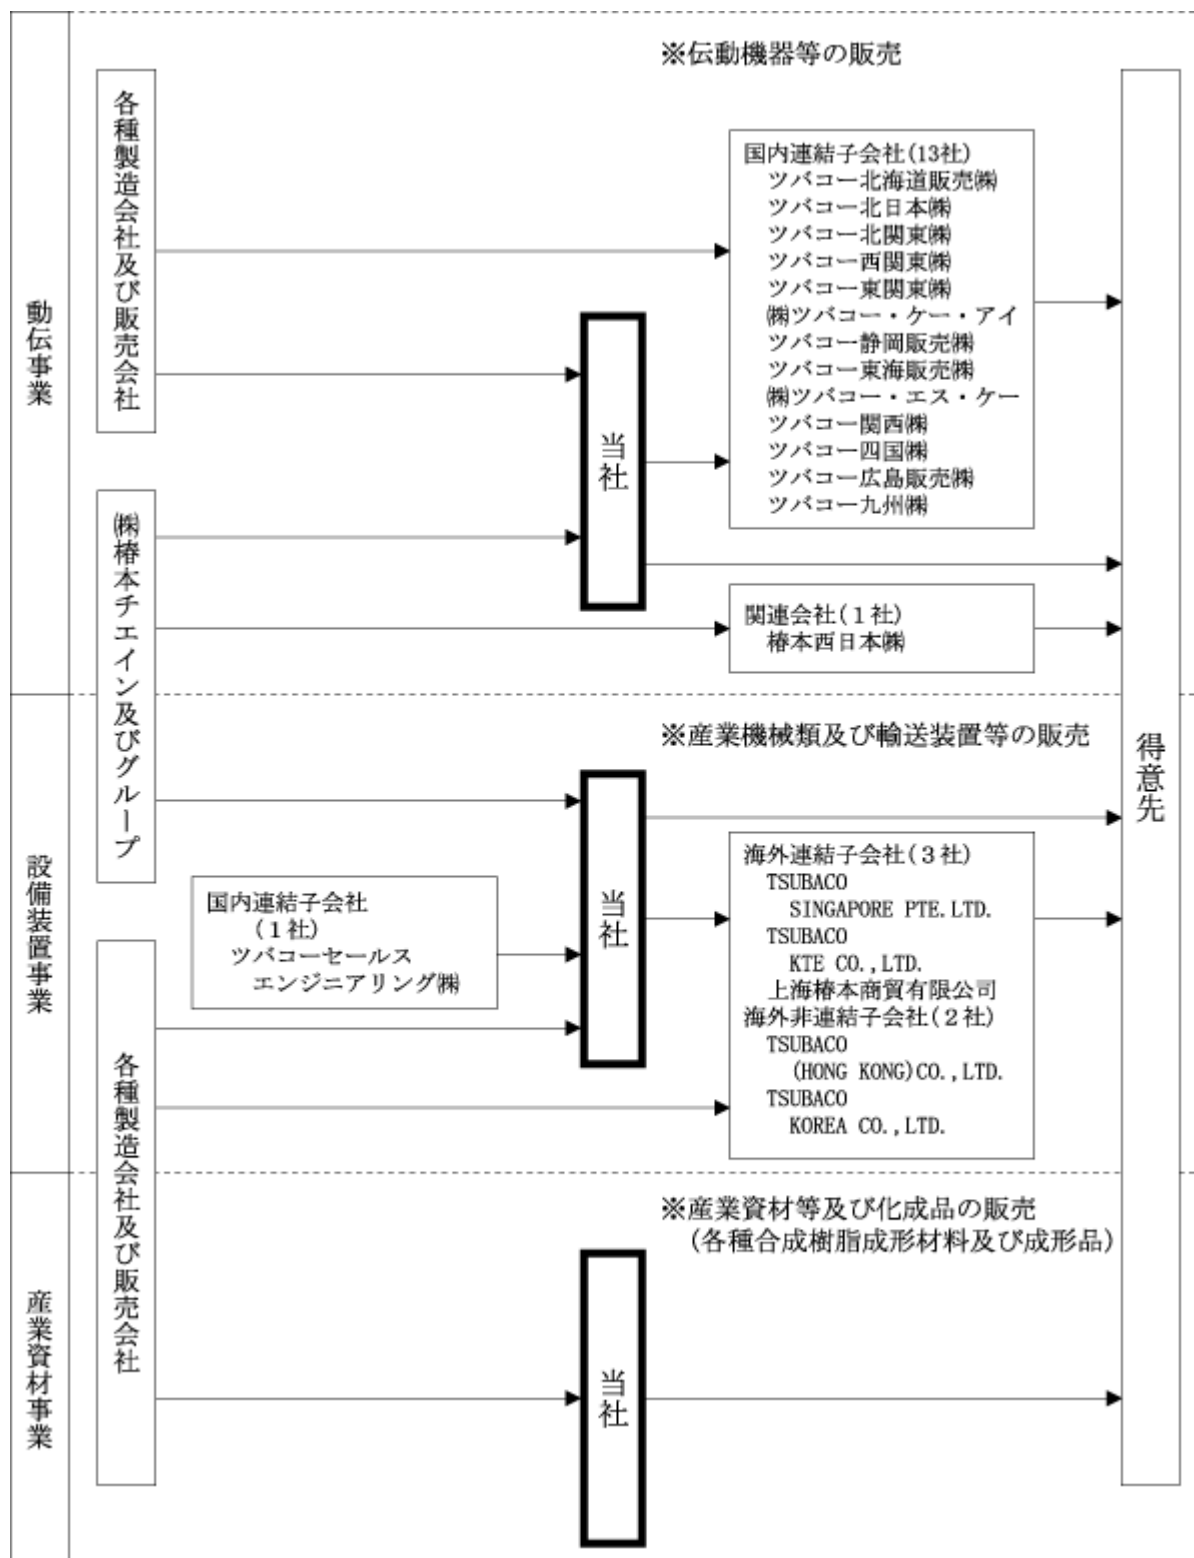 動伝事業
各種製造会社及び販売会社
㈱椿本チエイン及びグループ
※伝動機器等の販売
当社
国内連結子会社(13社)
ツバコー北海道販売㈱
ツバコー北日本㈱
ツバコー北関東㈱
ツバコー西関東㈱
ツバコー東関東㈱
㈱ツバコー・ケー・アイ
ツバコー静岡販売㈱
ツバコー東海販売㈱
㈱ツバコー・エス・ケー
ツバコー関西㈱
ツバコー四国㈱
ツバコー広島販売㈱
ツバコー九州㈱
関連会社(1社)
椿本西日本㈱
得意先
設備装置事業
※産業機械類及び輸送装置等の販売
国内連結子会社
(1社)
ツバコーセールス
エンジニアリング㈱
当社
海外連結子会社(3社)
TSUBACO
SINGAPORE PTE.LTD.
TSUBACO
KTE CO.,LTD.
上海椿本商貿有限公司
海外非連結子会社(2社)
TSUBACO
(HONG KONG)CO.,LTD.
TSUBACO
KOREA CO.,LTD.
各種製造会社及び販売会社
産業資材事業
※産業資材等及び化成品の販売
(各種合成樹脂成形材料及び成形品)
当社